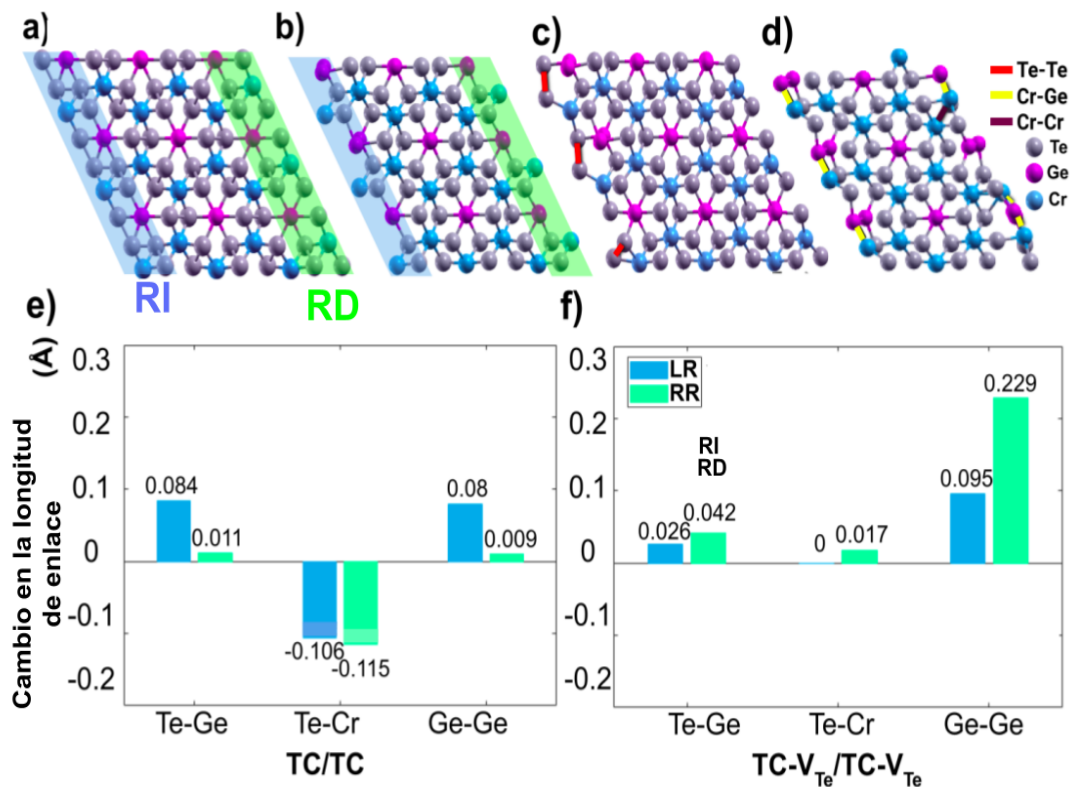 a)
b)
c)
d)
Te-Te
Cr-Ge
Cr-Cr
Te
Ge
Cr
RI
RD
e)
f)
Cambio en la longitud
de enlace
(Å)
0.3
0.2
0.1
0
-0.1
-0.2
0.084
0.011
-0.106
-0.115
0.08
0.009
Te-Ge
Te-Cr
Ge-Ge
TC/TC
0.3
0.2
0.1
0
-0.1
-0.2
LR
RR
RI
RD
0.026
0.042
0
0.017
0.095
0.229
Te-Ge
Te-Cr
Ge-Ge
TC-V_Te/TC-V_Te